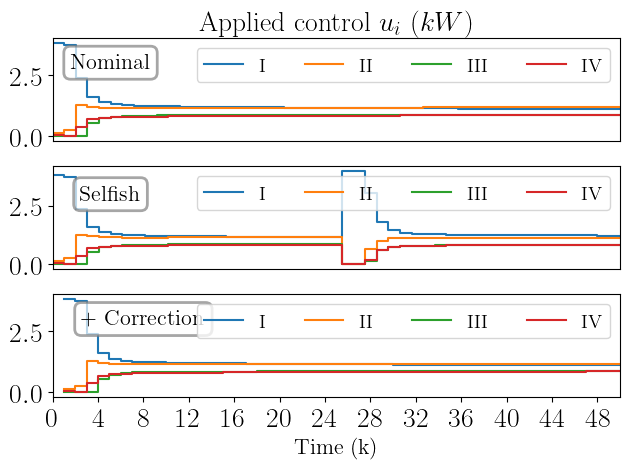 Applied control u_i (kW)
Nominal I II III IV
2.5
0.0
Selfish I II III IV
2.5
0.0
+ Correction I II III IV
2.5
0.0
0 4 8 12 16 20 24 28 32 36 40 44 48
Time (k)